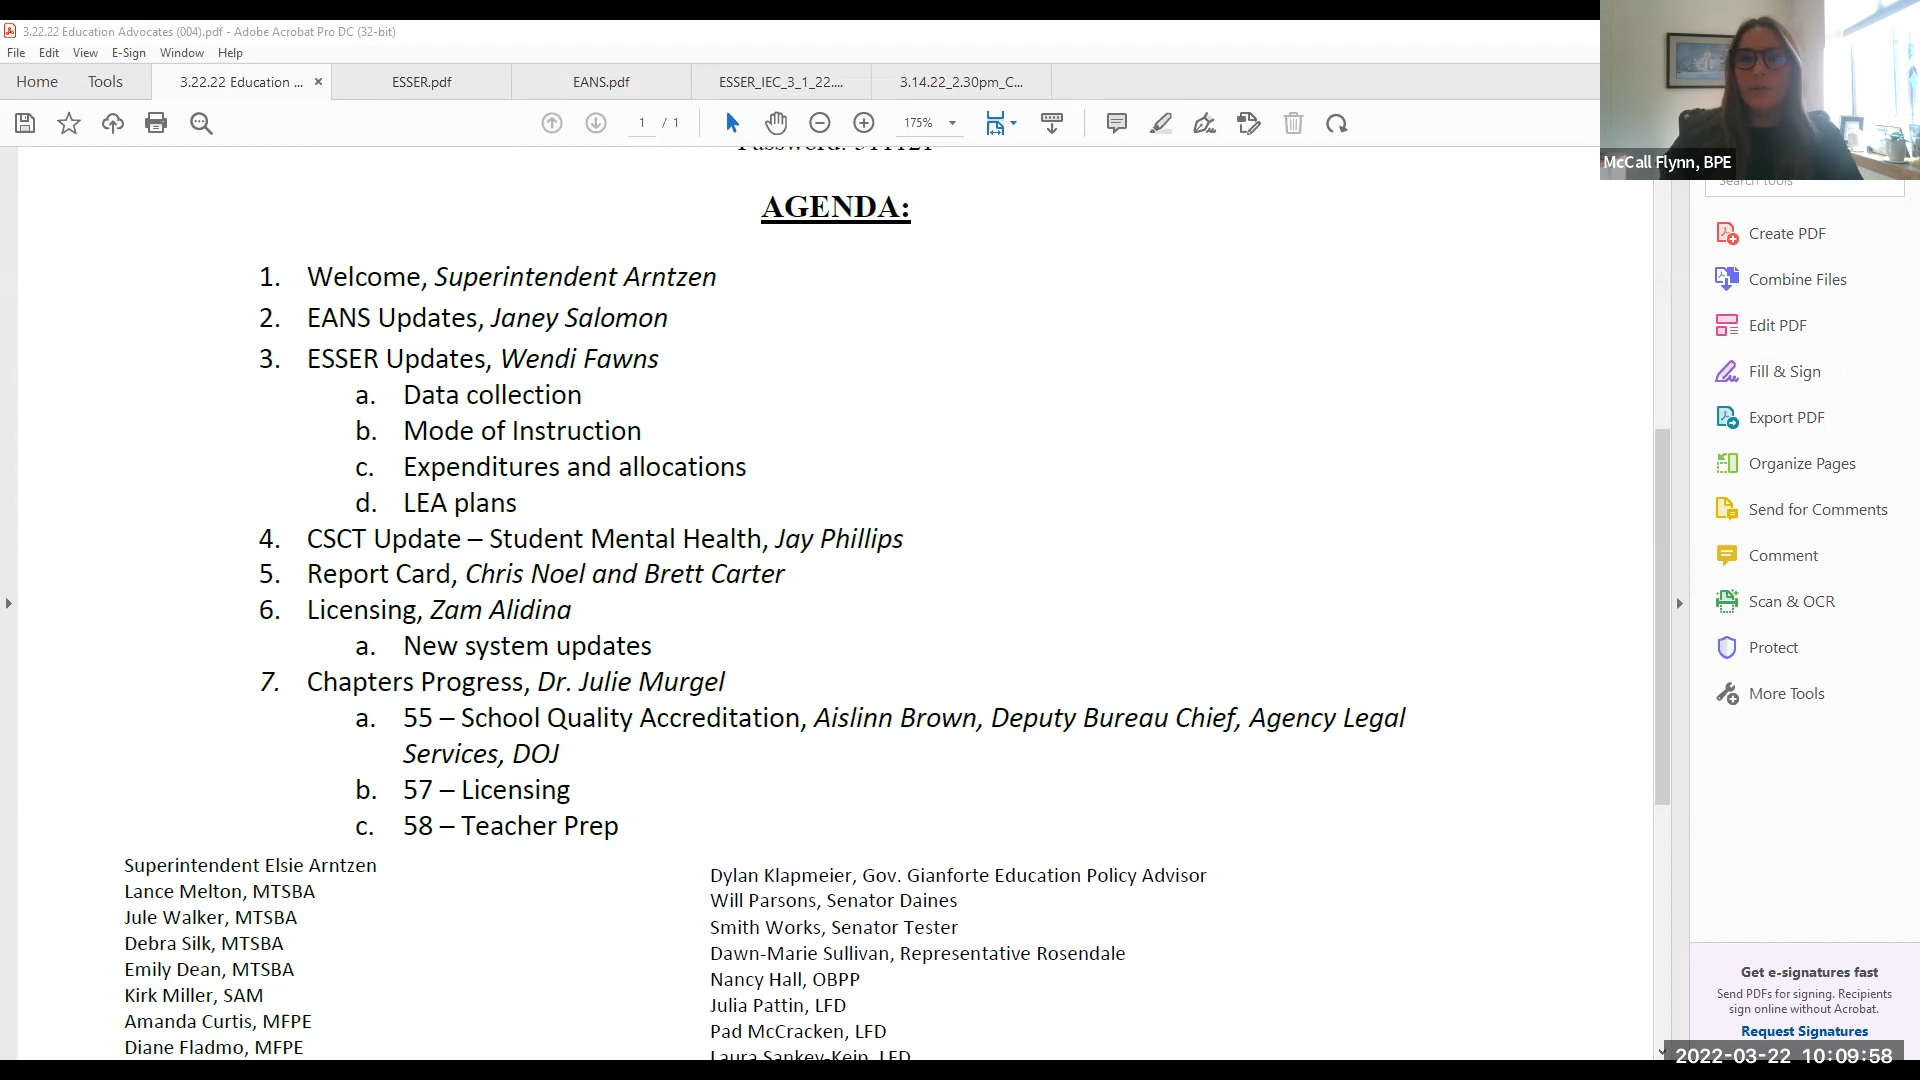 3.22.22 Education Advocates (004).pdf - Adobe Acrobat Pro DC (32-bit)
File Edit View E-Sign Window Help
Home Tools 3.22.22 Education ... × ESSER.pdf EANS.pdf ESSER_IEC_3_1_22.... 3.14.22_2.30pm_C...
1 / 1 175%
McCall Flynn, BPE
Search tools
AGENDA:
1. Welcome, Superintendent Arntzen
2. EANS Updates, Janey Salomon
3. ESSER Updates, Wendi Fawns
a. Data collection
b. Mode of Instruction
c. Expenditures and allocations
d. LEA plans
4. CSCT Update – Student Mental Health, Jay Phillips
5. Report Card, Chris Noel and Brett Carter
6. Licensing, Zam Alidina
a. New system updates
7. Chapters Progress, Dr. Julie Murgel
a. 55 – School Quality Accreditation, Aislinn Brown, Deputy Bureau Chief, Agency Legal
Services, DOJ
b. 57 – Licensing
c. 58 – Teacher Prep
Superintendent Elsie Arntzen
Lance Melton, MTSBA
Jule Walker, MTSBA
Debra Silk, MTSBA
Emily Dean, MTSBA
Kirk Miller, SAM
Amanda Curtis, MFPE
Diane Fladmo, MFPE
Dylan Klapmeier, Gov. Gianforte Education Policy Advisor
Will Parsons, Senator Daines
Smith Works, Senator Tester
Dawn-Marie Sullivan, Representative Rosendale
Nancy Hall, OBPP
Julia Pattin, LFD
Pad McCracken, LFD
Laura Sankey-Keip, LFD
Create PDF
Combine Files
Edit PDF
Fill & Sign
Export PDF
Organize Pages
Send for Comments
Comment
Scan & OCR
Protect
More Tools
Get e-signatures fast
Send PDFs for signing. Recipients
sign online without Acrobat.
Request Signatures
2022-03-22 10:09:58